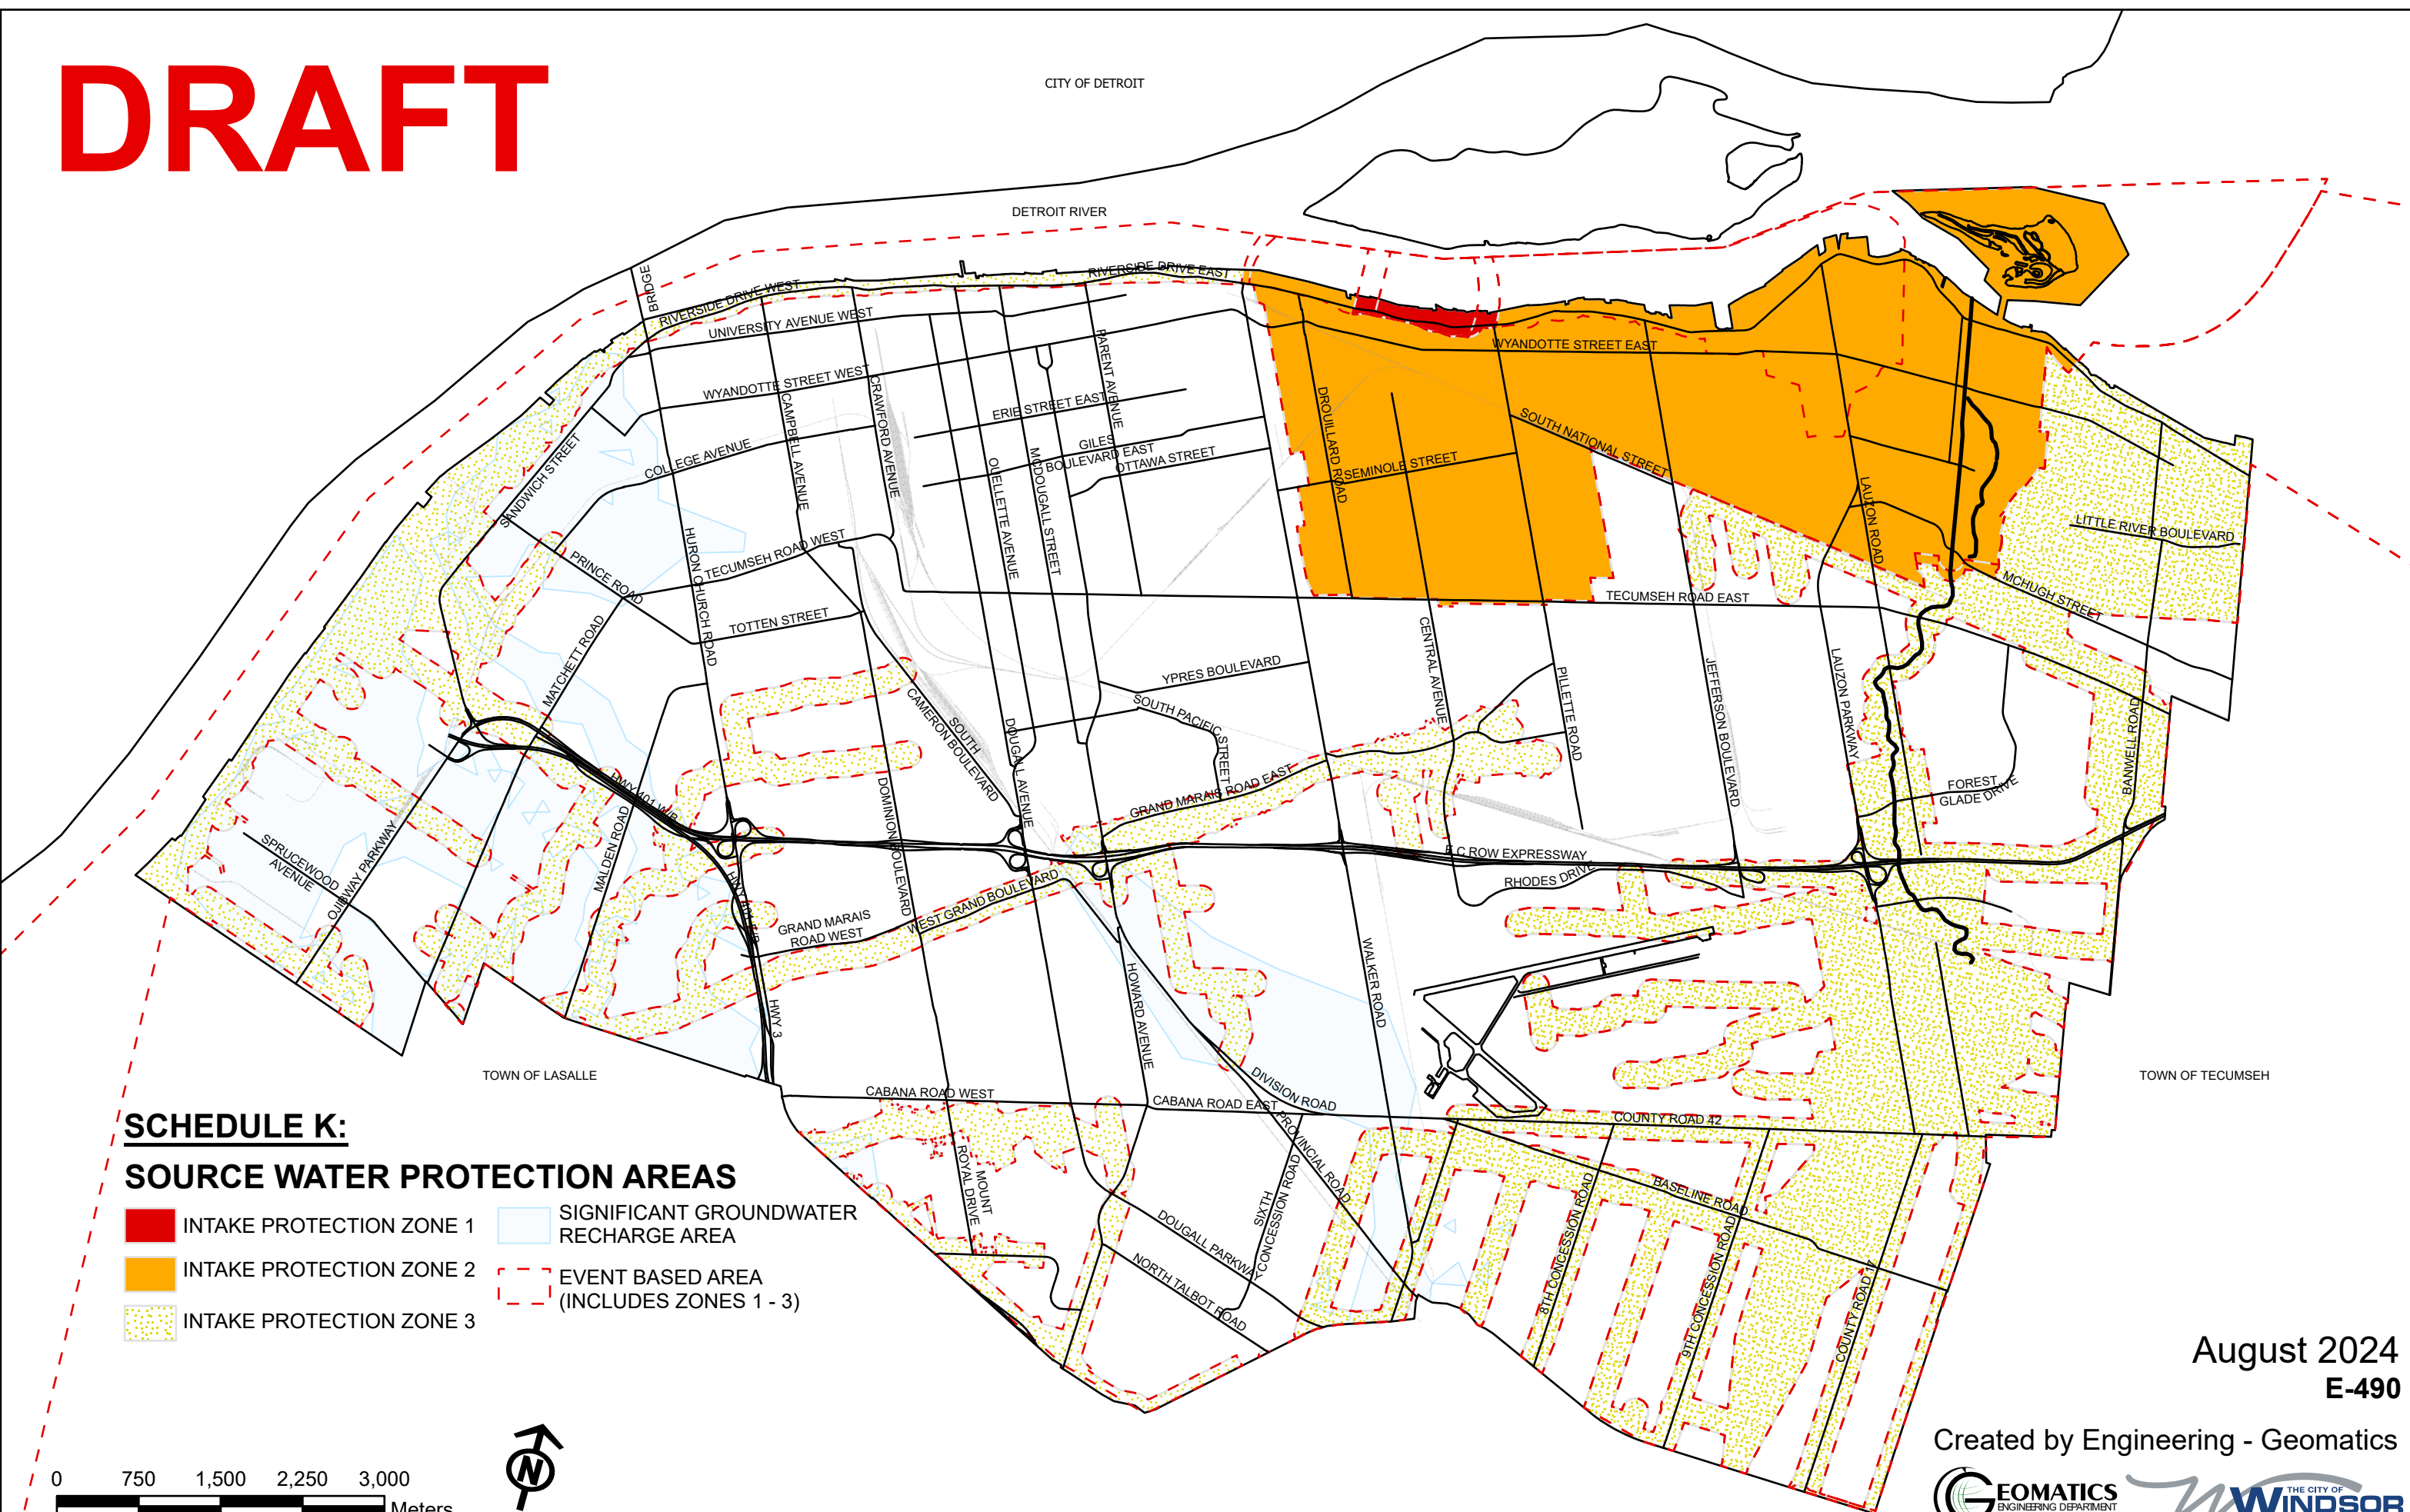 DRAFT
CITY OF DETROIT
DETROIT RIVER
BRIDGE
RIVERSIDE DRIVE WEST
RIVERSIDE DRIVE EAST
UNIVERSITY AVENUE WEST
WYANDOTTE STREET WEST
WYANDOTTE STREET EAST
CRAWFORD AVENUE
CAMPBELL AVENUE
PARENT AVENUE
ERIE STREET EAST
GILES
BOULEVARD EAST
OTTAWA STREET
OUELLETTE AVENUE
MCDOUGALL STREET
DROUILLARD ROAD
SEMINOLE STREET
SOUTH NATIONAL STREET
LAUZON ROAD
LITTLE RIVER BOULEVARD
MCHUGH STREET
COLLEGE AVENUE
SANDWICH STREET
PRINCE ROAD
HURON CHURCH ROAD
TECUMSEH ROAD WEST
TECUMSEH ROAD EAST
TOTTEN STREET
MATCHETT ROAD
YPRES BOULEVARD
SOUTH PACIFIC STREET
CENTRAL AVENUE
PILLETTE ROAD
JEFFERSON BOULEVARD
LAUZON PARKWAY
BANWELL ROAD
FOREST
GLADE DRIVE
SOUTH
CAMERON BOULEVARD
DOUGALL AVENUE
DOMINION BOULEVARD
GRAND MARAIS ROAD EAST
HWY 401 W/B
E C ROW EXPRESSWAY
RHODES DRIVE
SPRUCEWOOD
AVENUE
OJIBWAY PARKWAY
MALDEN ROAD
HWY 401 E/B
GRAND MARAIS
ROAD WEST
WEST GRAND BOULEVARD
HWY 3
HOWARD AVENUE
WALKER ROAD
DIVISION ROAD
TOWN OF LASALLE
TOWN OF TECUMSEH
CABANA ROAD WEST
CABANA ROAD EAST
COUNTY ROAD 42
PROVINCIAL ROAD
BASELINE ROAD
MOUNT
ROYAL DRIVE
SIXTH
CONCESSION ROAD
DOUGALL PARKWAY
NORTH TALBOT ROAD
8TH CONCESSION ROAD
9TH CONCESSION ROAD
COUNTY ROAD 17
SCHEDULE K:
SOURCE WATER PROTECTION AREAS
INTAKE PROTECTION ZONE 1
INTAKE PROTECTION ZONE 2
INTAKE PROTECTION ZONE 3
SIGNIFICANT GROUNDWATER
RECHARGE AREA
EVENT BASED AREA
(INCLUDES ZONES 1 - 3)
0 750 1,500 2,250 3,000
Meters
N
August 2024
E-490
Created by Engineering - Geomatics
GEOMATICS
ENGINEERING DEPARTMENT
THE CITY OF
WINDSOR